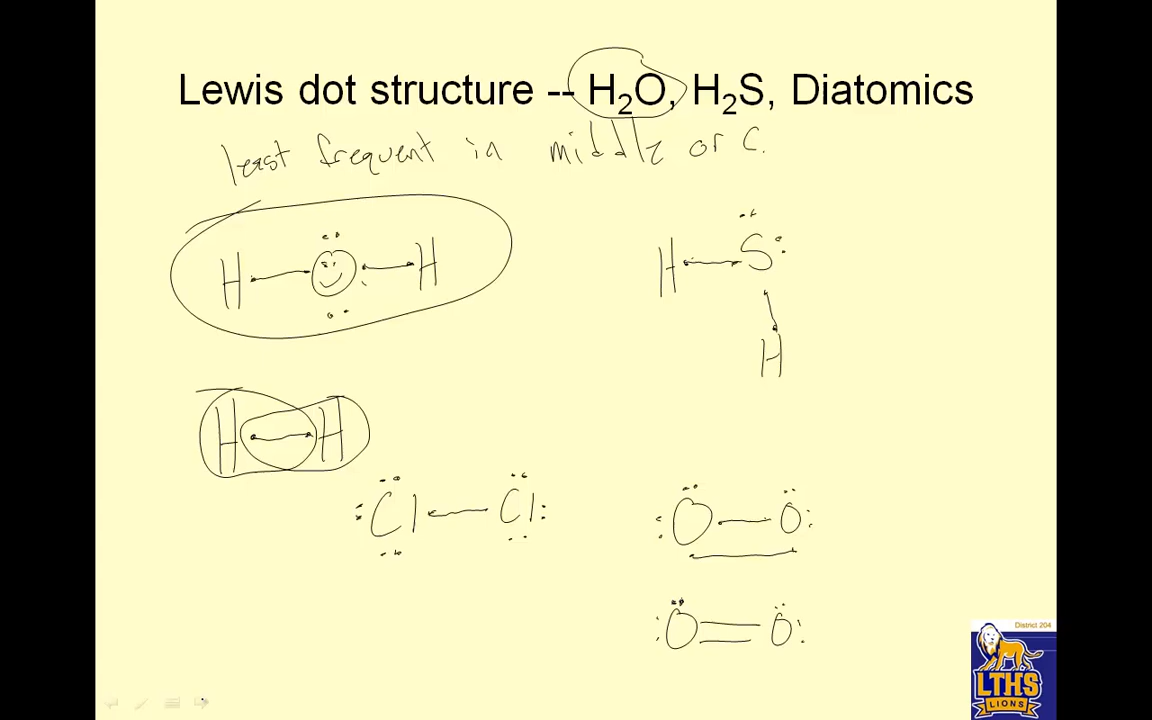 Lewis dot structure -- H₂O, H₂S, Diatomics
least frequent in middle or C.
H H
H S
H
H H
Cl Cl
O O
O O
District 204
LTHS
LIONS